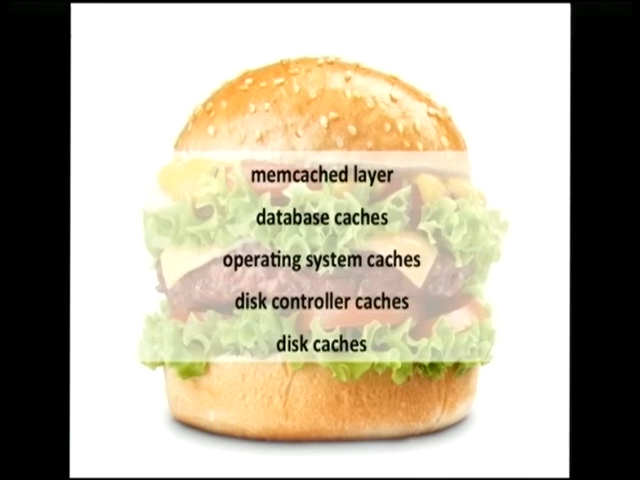 memcached layer
database caches
operating system caches
disk controller caches
disk caches